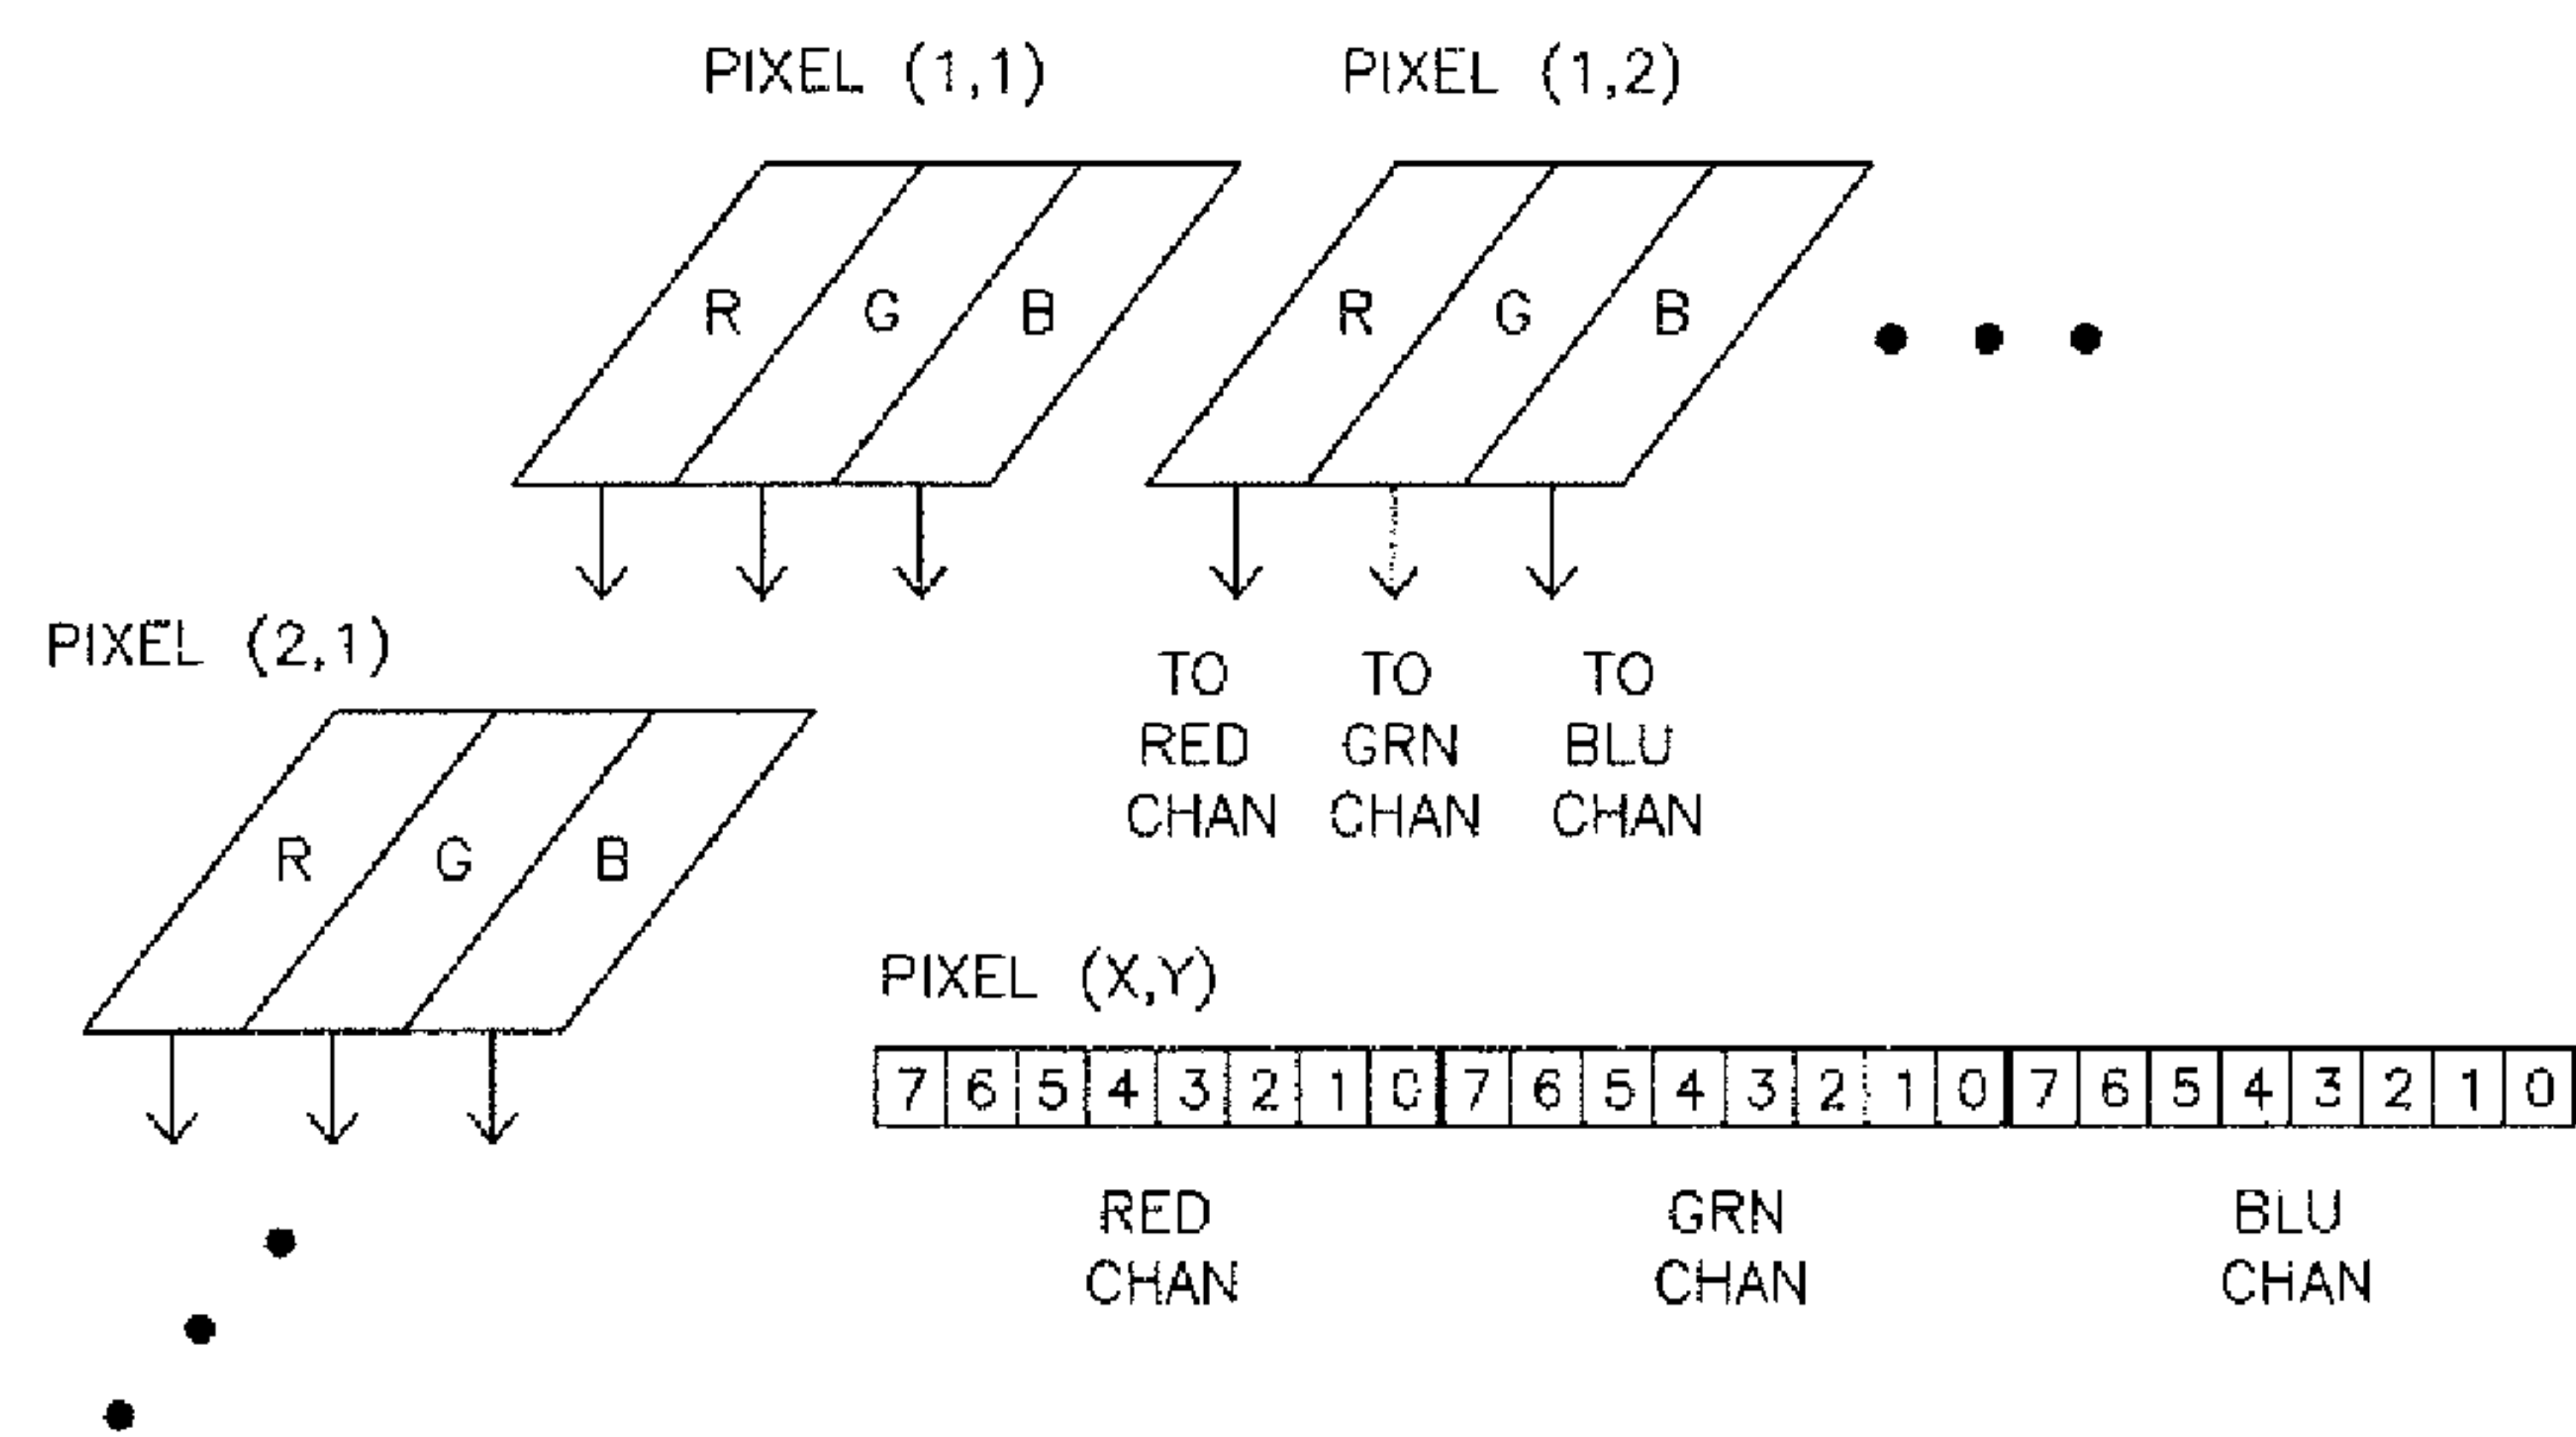 PIXEL (1,1) PIXEL (1,2)
R G B R G B
PIXEL (2,1)
TO TO TO
RED GRN BLU
CHAN CHAN CHAN
R G B
PIXEL (X,Y)
7 6 5 4 3 2 1 0 7 6 5 4 3 2 1 0 7 6 5 4 3 2 1 0
RED GRN BLU
CHAN CHAN CHAN